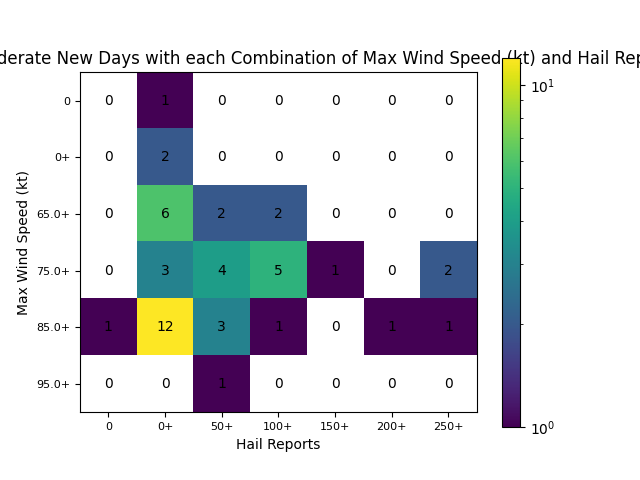 derate New Days with each Combination of Max Wind Speed (kt) and Hail Rep
Max Wind Speed (kt)
0 0 1 0 0 0 0 0
0+ 0 2 0 0 0 0 0
65.0+ 0 6 2 2 0 0 0
75.0+ 0 3 4 5 1 0 2
85.0+ 1 12 3 1 0 1 1
95.0+ 0 0 1 0 0 0 0
0 0+ 50+ 100+ 150+ 200+ 250+
Hail Reports
10¹
10⁰